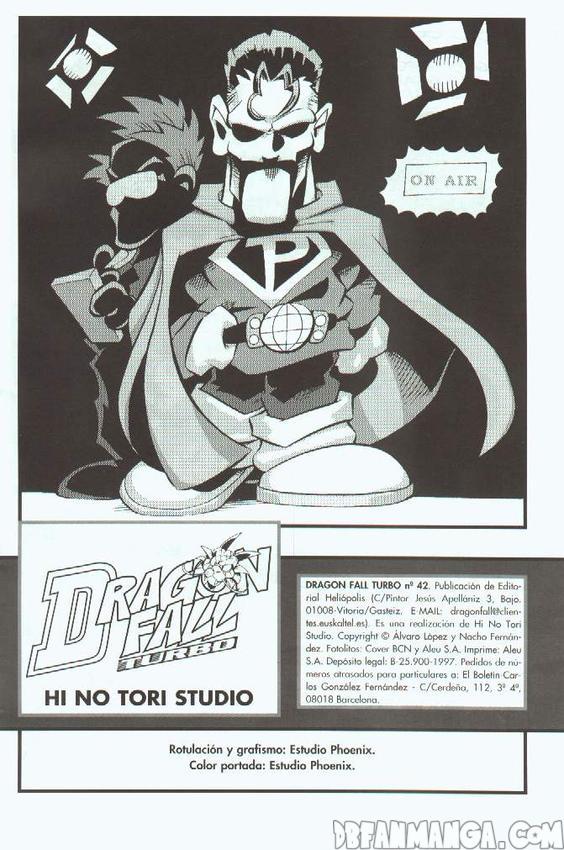 ON AIR
P
DRAGON
FALL
TURBO
HI NO TORI STUDIO
DRAGON FALL TURBO nº 42. Publicación de Edito-
rial Heliópolis (C/Pintor Jesús Apellániz 3, Bajo.
01008-Vitoria/Gasteiz. E-MAIL: dragonfall@clien-
tes.euskaltel.es). Es una realización de Hi No Tori
Studio. Copyright © Álvaro López y Nacho Fernán-
dez. Fotolitos: Cover BCN y Aleu S.A. Imprime: Aleu
S.A. Depósito legal: B-25.900-1997. Pedidos de nú-
meros atrasados para particulares a: El Boletín-Car-
los González Fernández - C/Cerdeña, 112, 3º 4º,
08018 Barcelona.
Rotulación y grafismo: Estudio Phoenix.
Color portada: Estudio Phoenix.
DBFANMANGA.COM